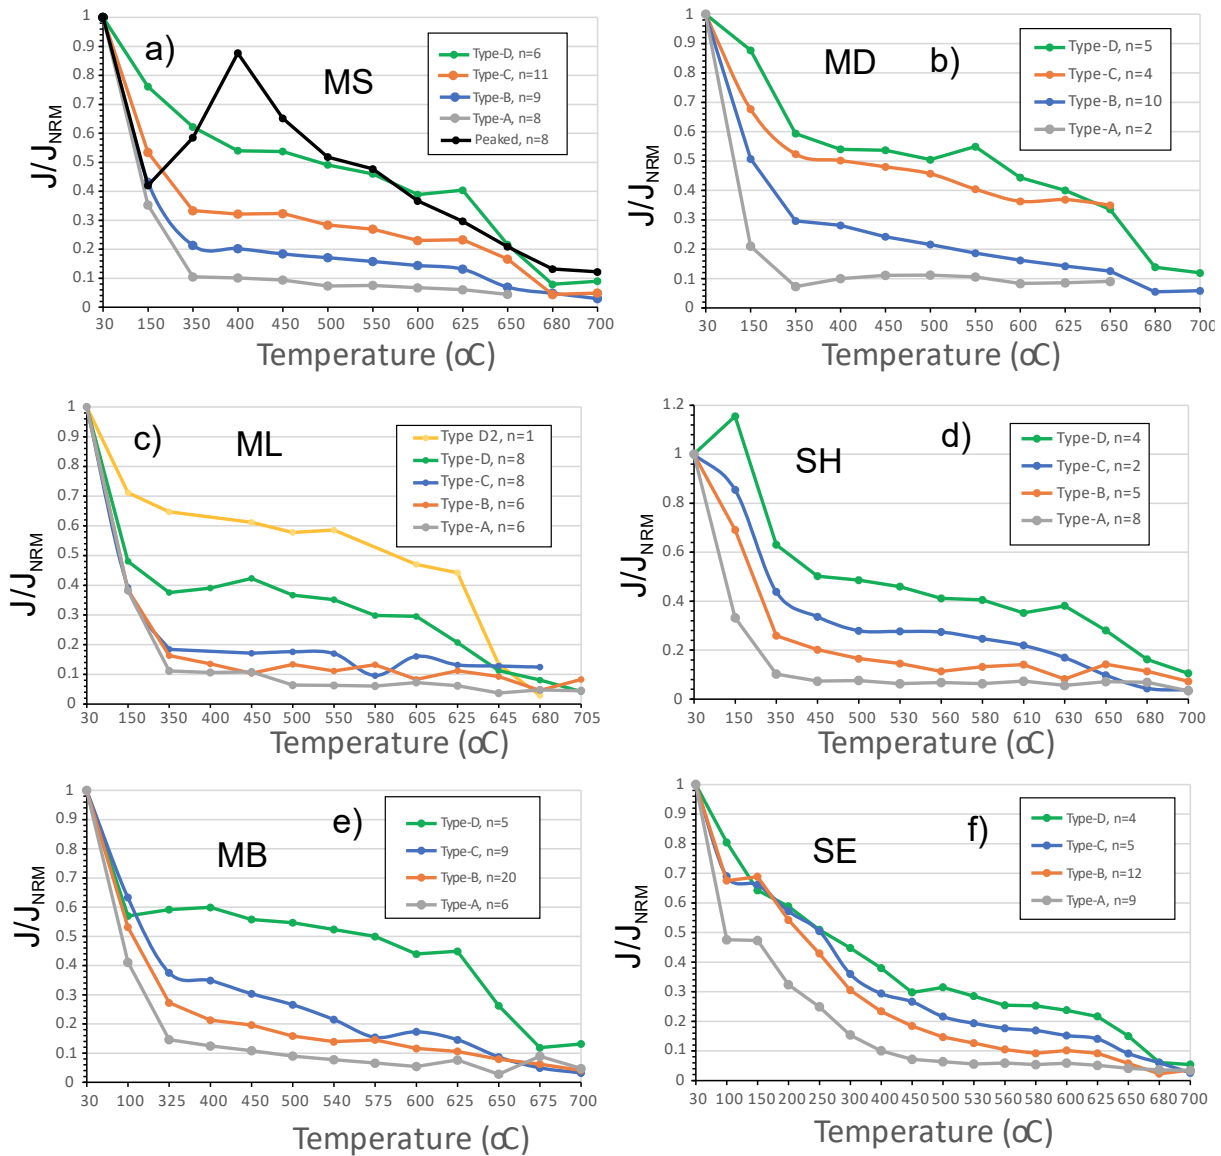 a)
MS
Type-D, n=6
Type-C, n=11
Type-B, n=9
Type-A, n=8
Peaked, n=8
J/J_NRM
1
0.9
0.8
0.7
0.6
0.5
0.4
0.3
0.2
0.1
0
30 150 350 400 450 500 550 600 625 650 680 700
Temperature (oC)
MD
b)
Type-D, n=5
Type-C, n=4
Type-B, n=10
Type-A, n=2
J/J_NRM
1
0.9
0.8
0.7
0.6
0.5
0.4
0.3
0.2
0.1
0
30 150 350 400 450 500 550 600 625 650 680 700
Temperature (oC)
c)
ML
Type D2, n=1
Type-D, n=8
Type-C, n=8
Type-B, n=6
Type-A, n=6
J/J_NRM
1
0.9
0.8
0.7
0.6
0.5
0.4
0.3
0.2
0.1
0
30 150 350 400 450 500 550 580 605 625 645 680 705
Temperature (oC)
d)
SH
Type-D, n=4
Type-C, n=2
Type-B, n=5
Type-A, n=8
J/J_NRM
1.2
1
0.8
0.6
0.4
0.2
0
30 150 350 450 500 530 560 580 610 630 650 680 700
Temperature (oC)
e)
MB
Type-D, n=5
Type-C, n=9
Type-B, n=20
Type-A, n=6
J/J_NRM
1
0.9
0.8
0.7
0.6
0.5
0.4
0.3
0.2
0.1
0
30 100 325 400 450 500 540 575 600 625 650 675 700
Temperature (oC)
f)
SE
Type-D, n=4
Type-C, n=5
Type-B, n=12
Type-A, n=9
J/J_NRM
1
0.9
0.8
0.7
0.6
0.5
0.4
0.3
0.2
0.1
0
30 100 150 200 250 300 400 450 500 530 560 580 600 625 650 680 700
Temperature (oC)